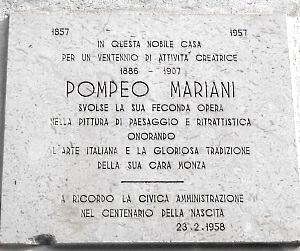 1857 1957
IN QUESTA NOBILE CASA
PER UN VENTENNIO DI ATTIVITA' CREATRICE
1886 - 1907
POMPEO MARIANI
SVOLSE LA SUA FECONDA OPERA
NELLA PITTURA DI PAESAGGIO E RITRATTISTICA
ONORANDO
L'ARTE ITALIANA E LA GLORIOSA TRADIZIONE
DELLA SUA CARA MONZA
A RICORDO LA CIVICA AMMINISTRAZIONE
NEL CENTENARIO DELLA NASCITA
23-2-1958